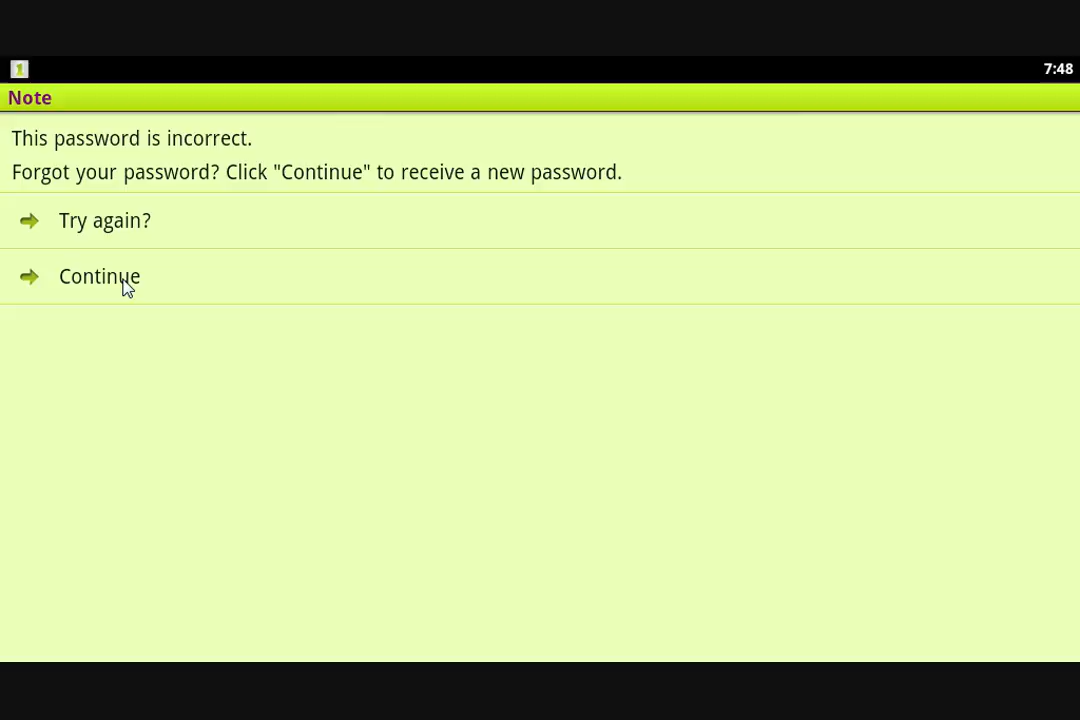 7:48
Note
This password is incorrect.
Forgot your password? Click "Continue" to receive a new password.
Try again?
Continue